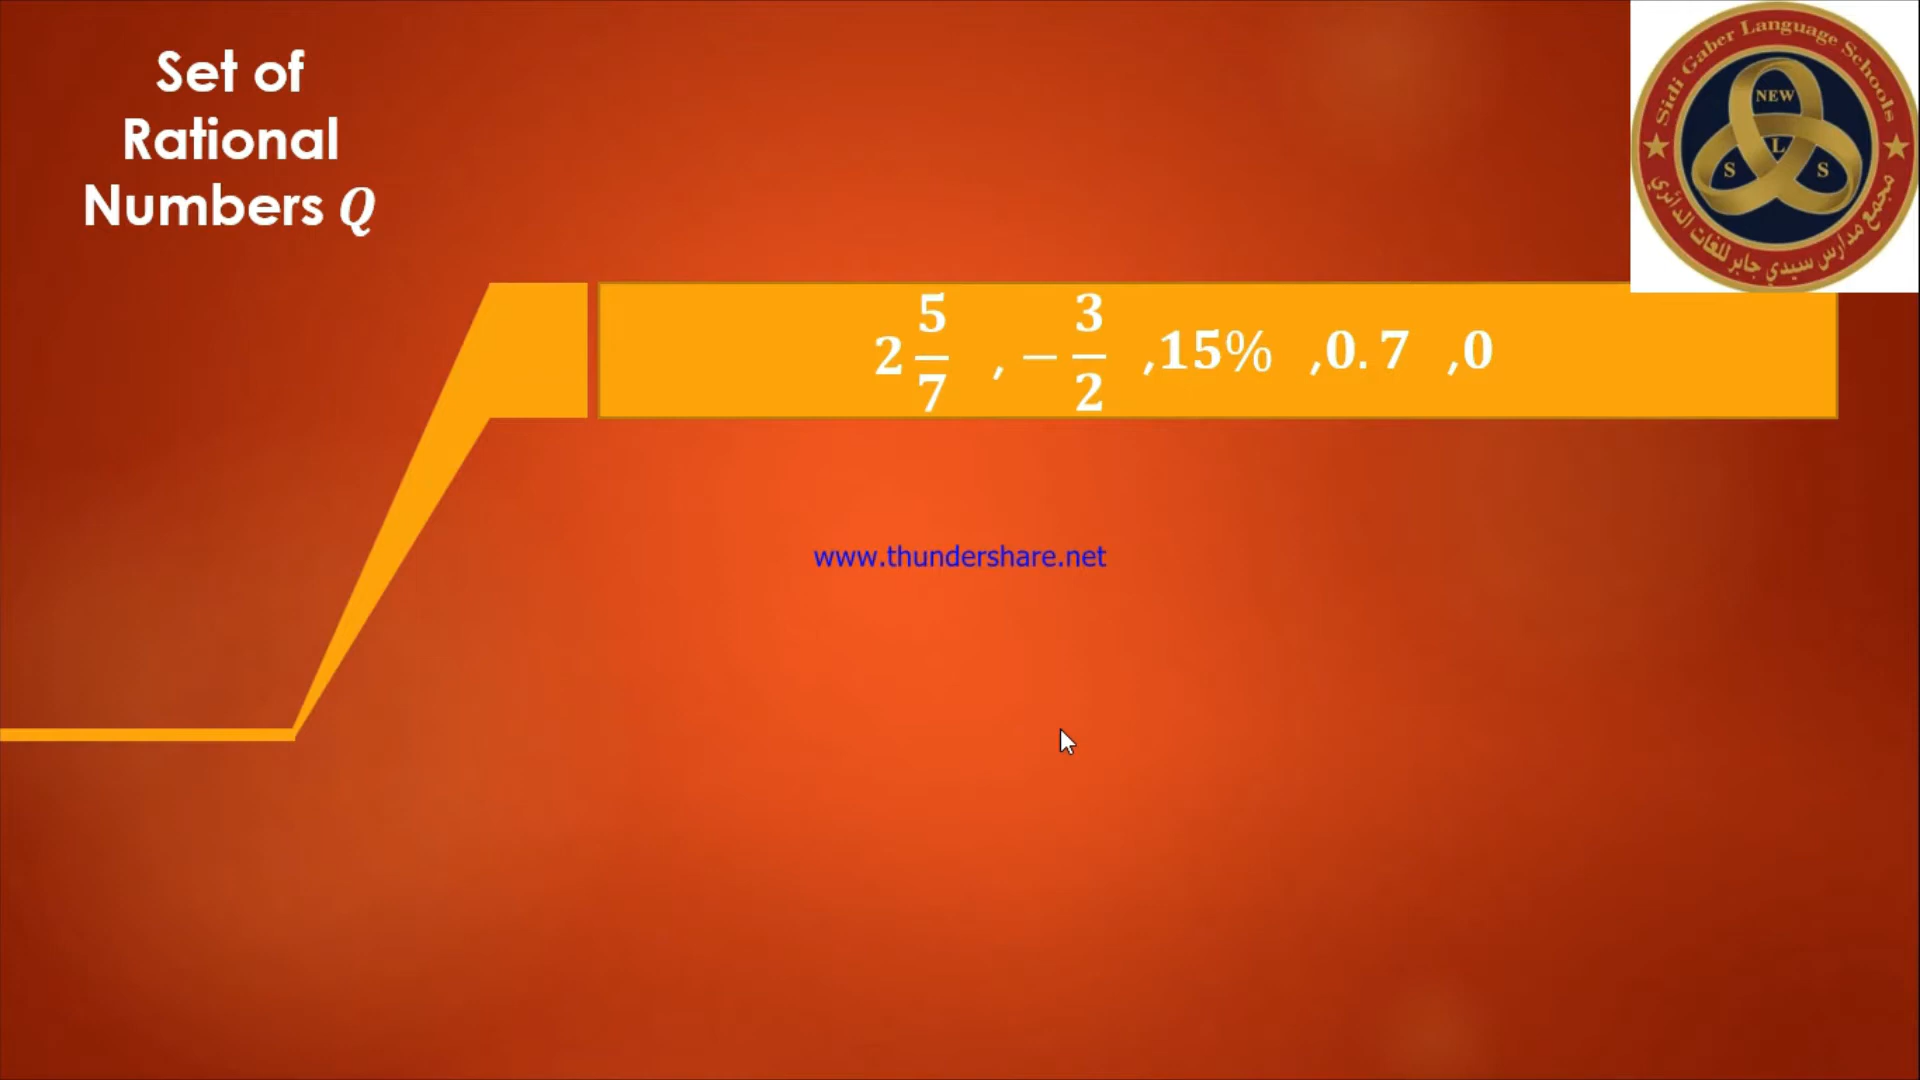 Set of
Rational
Numbers Q
2 5/7 , − 3/2 ,15% ,0.7 ,0
www.thundershare.net
Sidi Gaber Language Schools
NEW
L
S S
مجمع مدارس سيدي جابر للغات الدائري